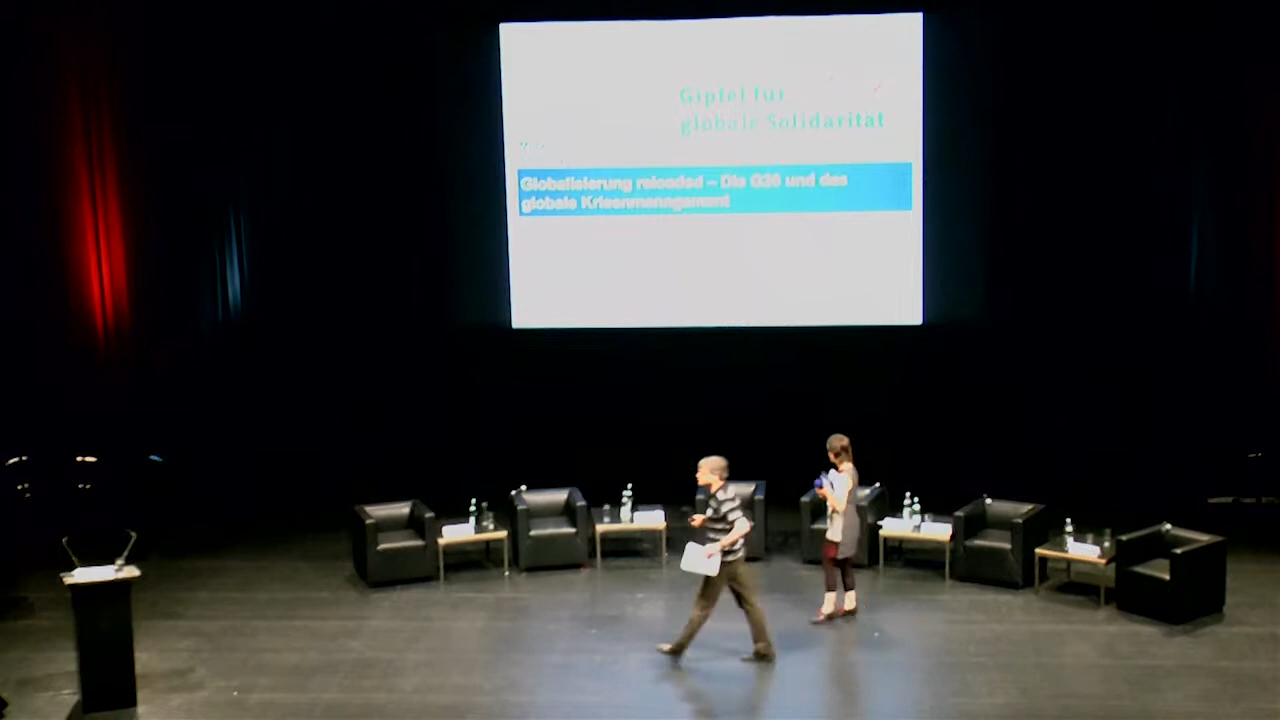 Gipfel für
globale Solidarität
Globalisierung reloaded – Die G20 und das
globale Krisenmanagement